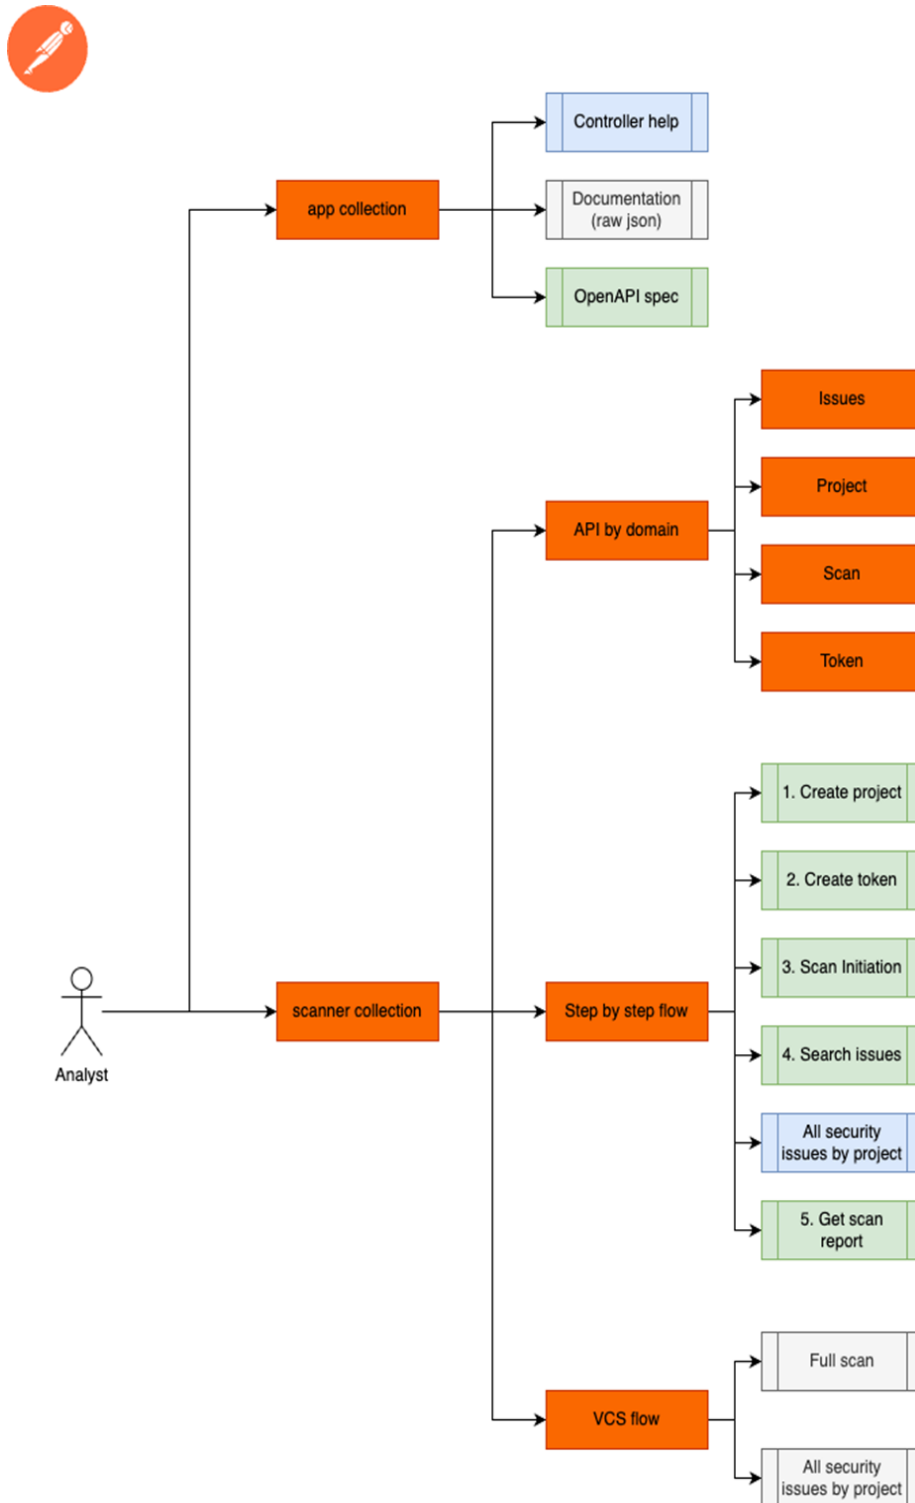 Controller help
app collection
Documentation
(raw json)
OpenAPI spec
Issues
Project
API by domain
Scan
Token
1. Create project
2. Create token
3. Scan Initiation
scanner collection
Step by step flow
4. Search issues
Analyst
All security
issues by project
5. Get scan
report
Full scan
VCS flow
All security
issues by project